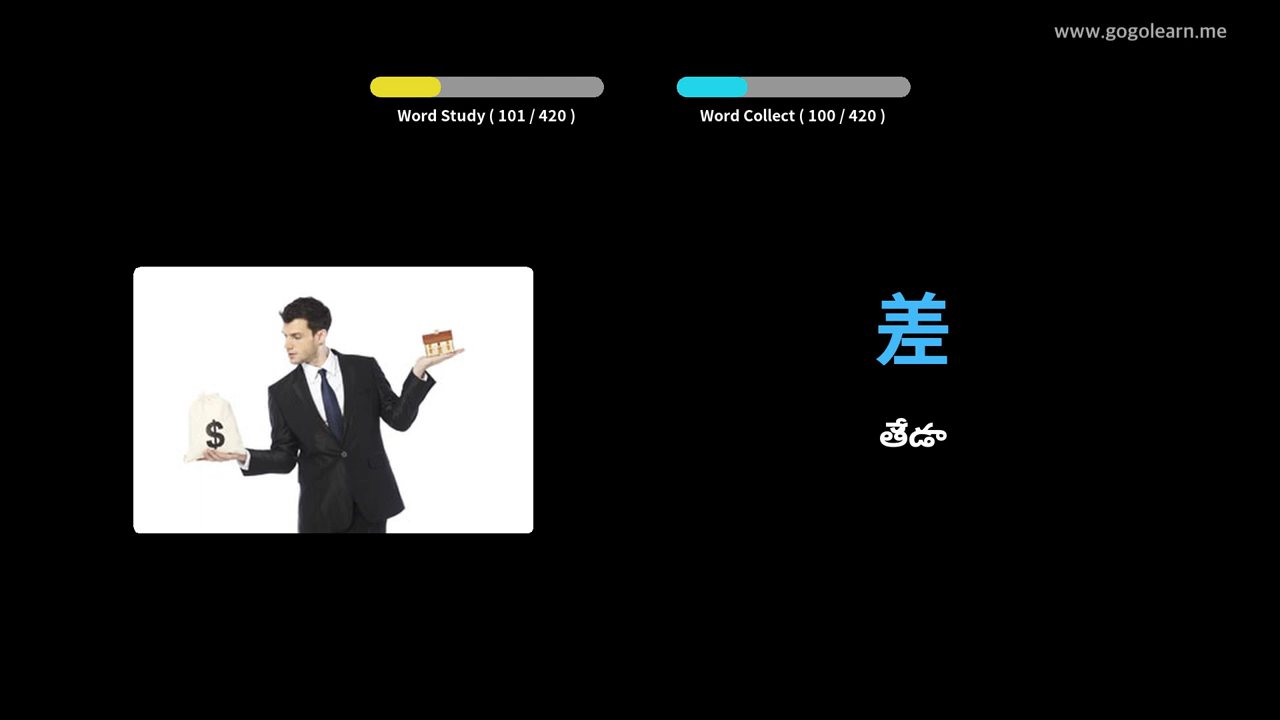 www.gogolearn.me
Word Study ( 101 / 420 )
Word Collect ( 100 / 420 )
差
$
తేడా